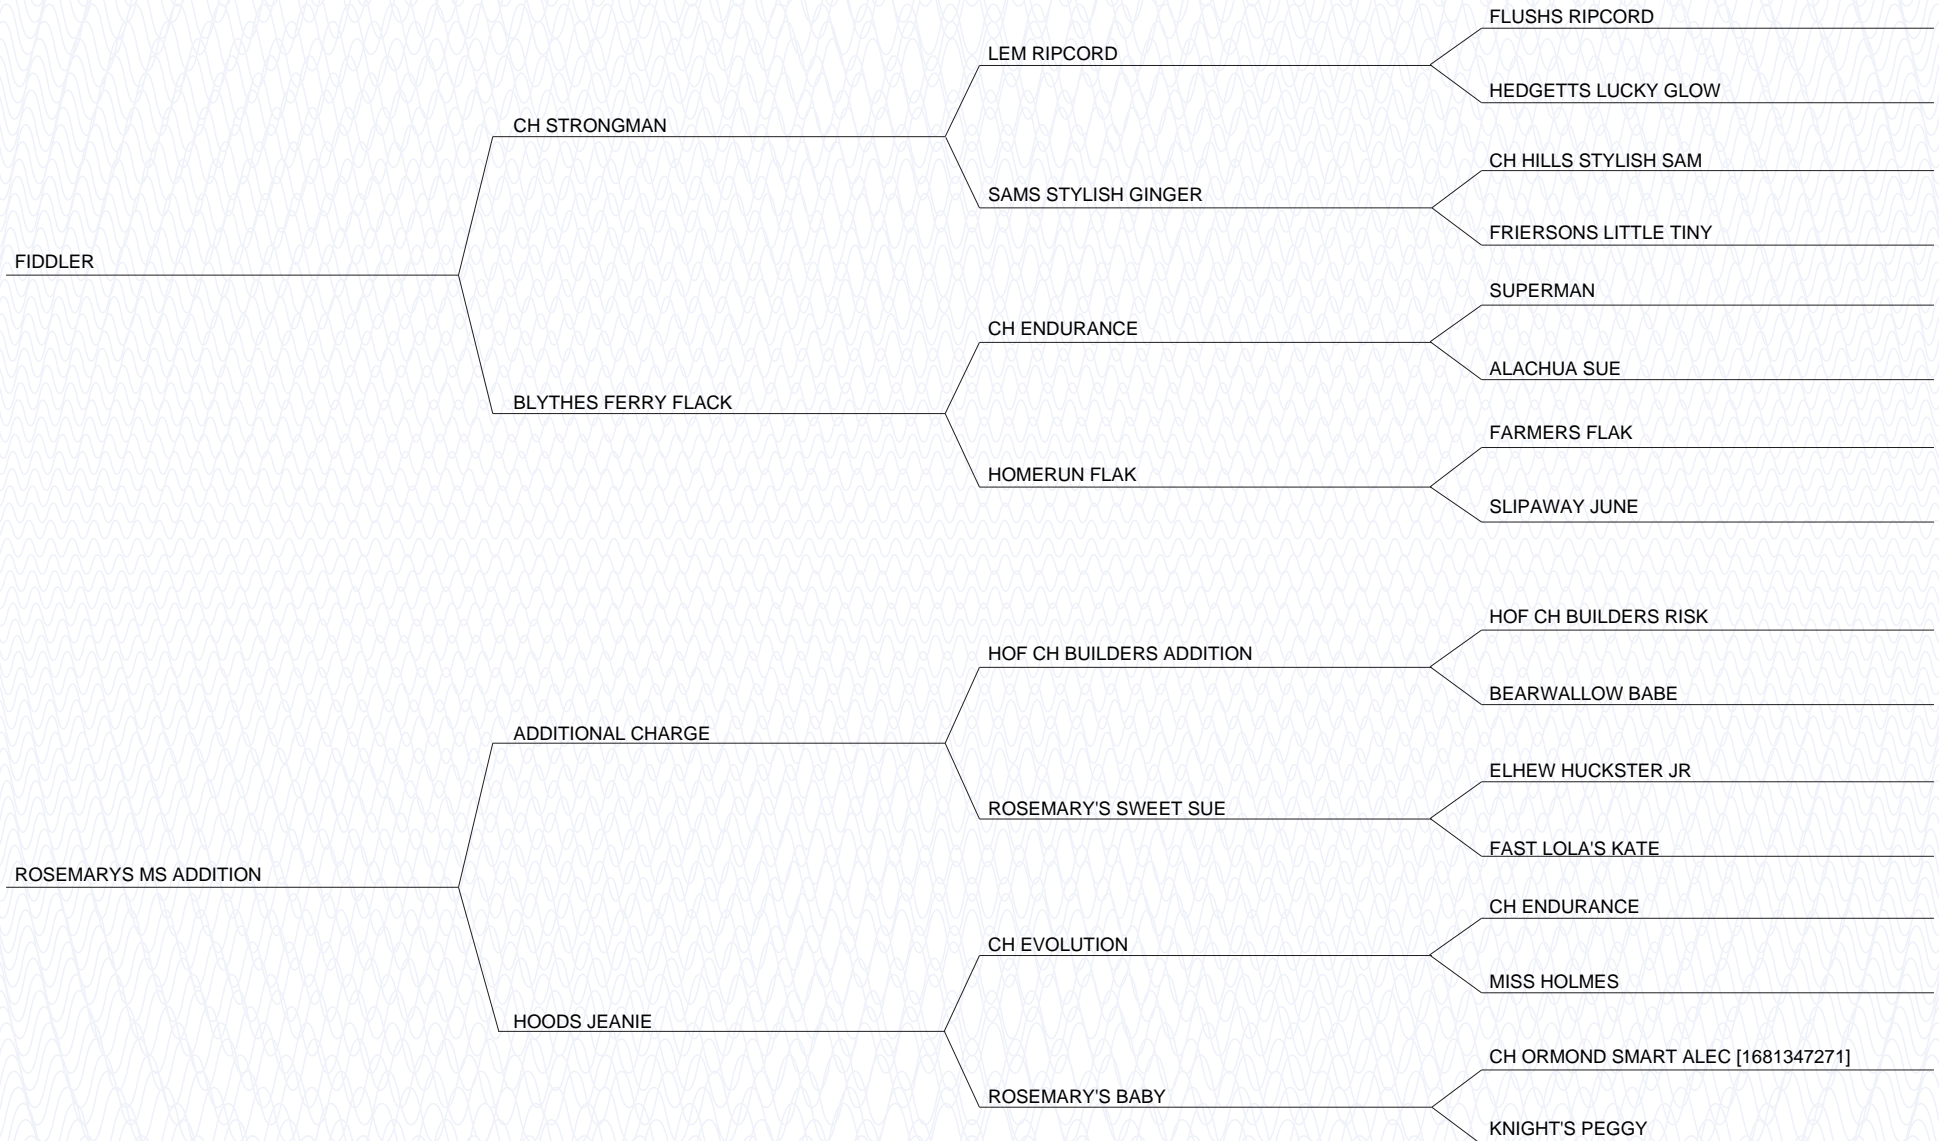 FLUSHS RIPCORD
LEM RIPCORD
HEDGETTS LUCKY GLOW
CH STRONGMAN
CH HILLS STYLISH SAM
SAMS STYLISH GINGER
FRIERSONS LITTLE TINY
FIDDLER
SUPERMAN
CH ENDURANCE
ALACHUA SUE
BLYTHES FERRY FLACK
FARMERS FLAK
HOMERUN FLAK
SLIPAWAY JUNE
HOF CH BUILDERS RISK
HOF CH BUILDERS ADDITION
BEARWALLOW BABE
ADDITIONAL CHARGE
ELHEW HUCKSTER JR
ROSEMARY'S SWEET SUE
FAST LOLA'S KATE
ROSEMARYS MS ADDITION
CH ENDURANCE
CH EVOLUTION
MISS HOLMES
HOODS JEANIE
CH ORMOND SMART ALEC [1681347271]
ROSEMARY'S BABY
KNIGHT'S PEGGY